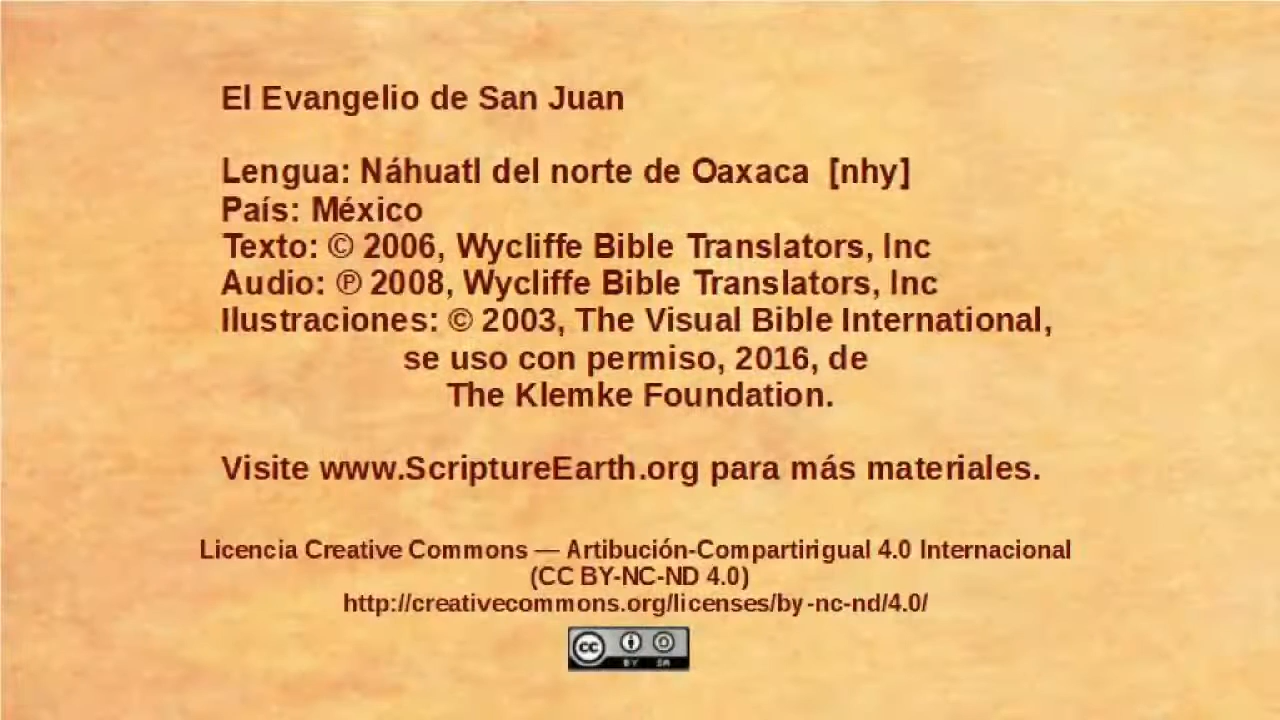 El Evangelio de San Juan
Lengua: Náhuatl del norte de Oaxaca [nhy]
País: México
Texto: © 2006, Wycliffe Bible Translators, Inc
Audio: ℗ 2008, Wycliffe Bible Translators, Inc
Ilustraciones: © 2003, The Visual Bible International,
se uso con permiso, 2016, de
The Klemke Foundation.
Visite www.ScriptureEarth.org para más materiales.
Licencia Creative Commons — Artibución-Compartirigual 4.0 Internacional
(CC BY-NC-ND 4.0)
http://creativecommons.org/licenses/by-nc-nd/4.0/
cc BY SA